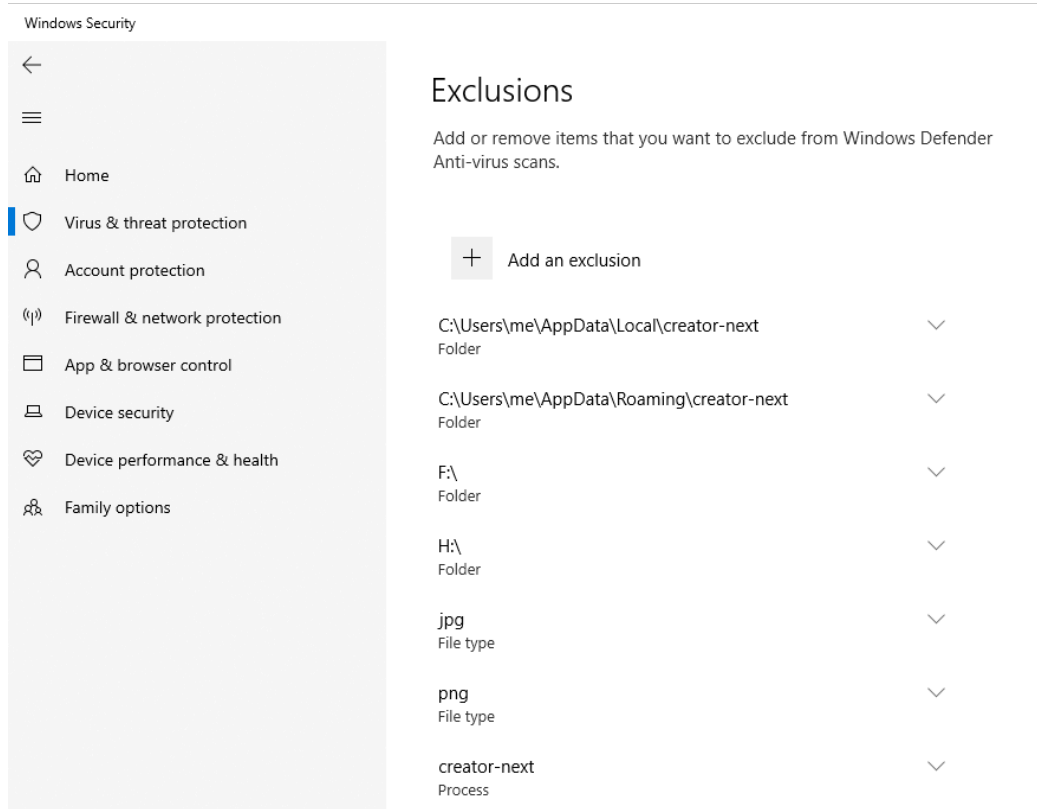 Windows Security
Home
Virus & threat protection
Account protection
Firewall & network protection
App & browser control
Device security
Device performance & health
Family options
Exclusions
Add or remove items that you want to exclude from Windows Defender
Anti-virus scans.
Add an exclusion
C:\Users\me\AppData\Local\creator-next
Folder
C:\Users\me\AppData\Roaming\creator-next
Folder
F:\
Folder
H:\
Folder
jpg
File type
png
File type
creator-next
Process